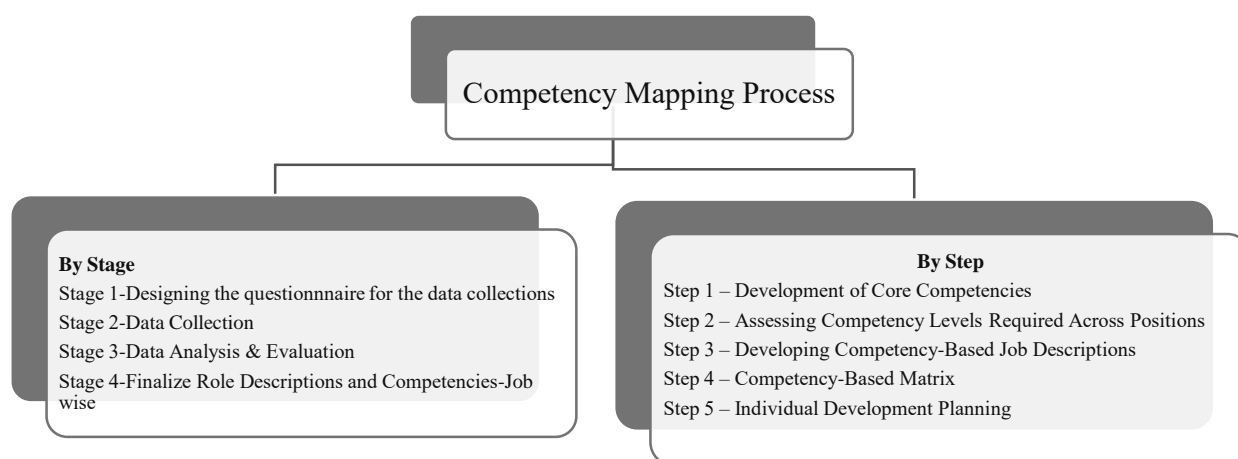 Competency Mapping Process
By Stage
Stage 1-Designing the questionnnaire for the data collections
Stage 2-Data Collection
Stage 3-Data Analysis & Evaluation
Stage 4-Finalize Role Descriptions and Competencies-Job
wise
By Step
Step 1 – Development of Core Competencies
Step 2 – Assessing Competency Levels Required Across Positions
Step 3 – Developing Competency-Based Job Descriptions
Step 4 – Competency-Based Matrix
Step 5 – Individual Development Planning